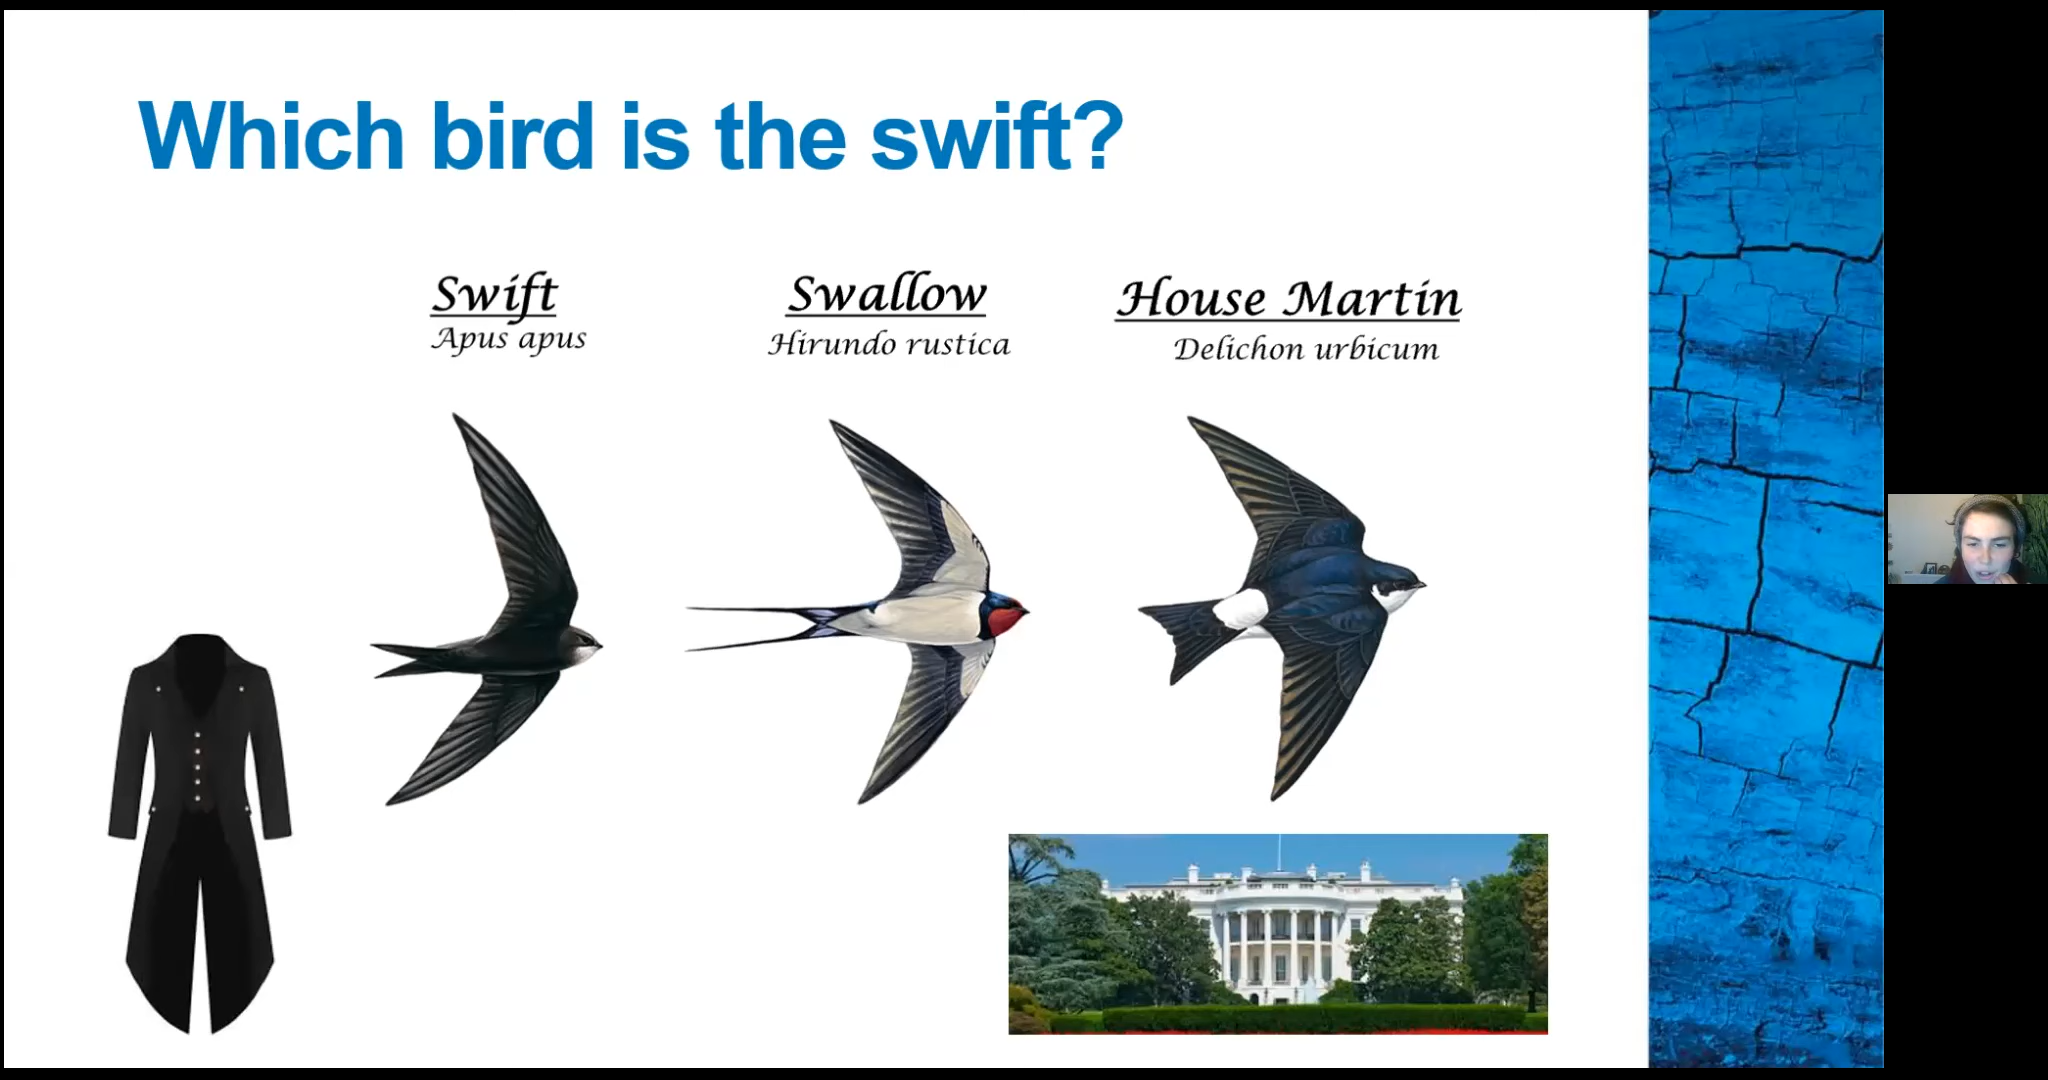 Which bird is the swift?
Swift
Apus apus
Swallow
Hirundo rustica
House Martin
Delichon urbicum